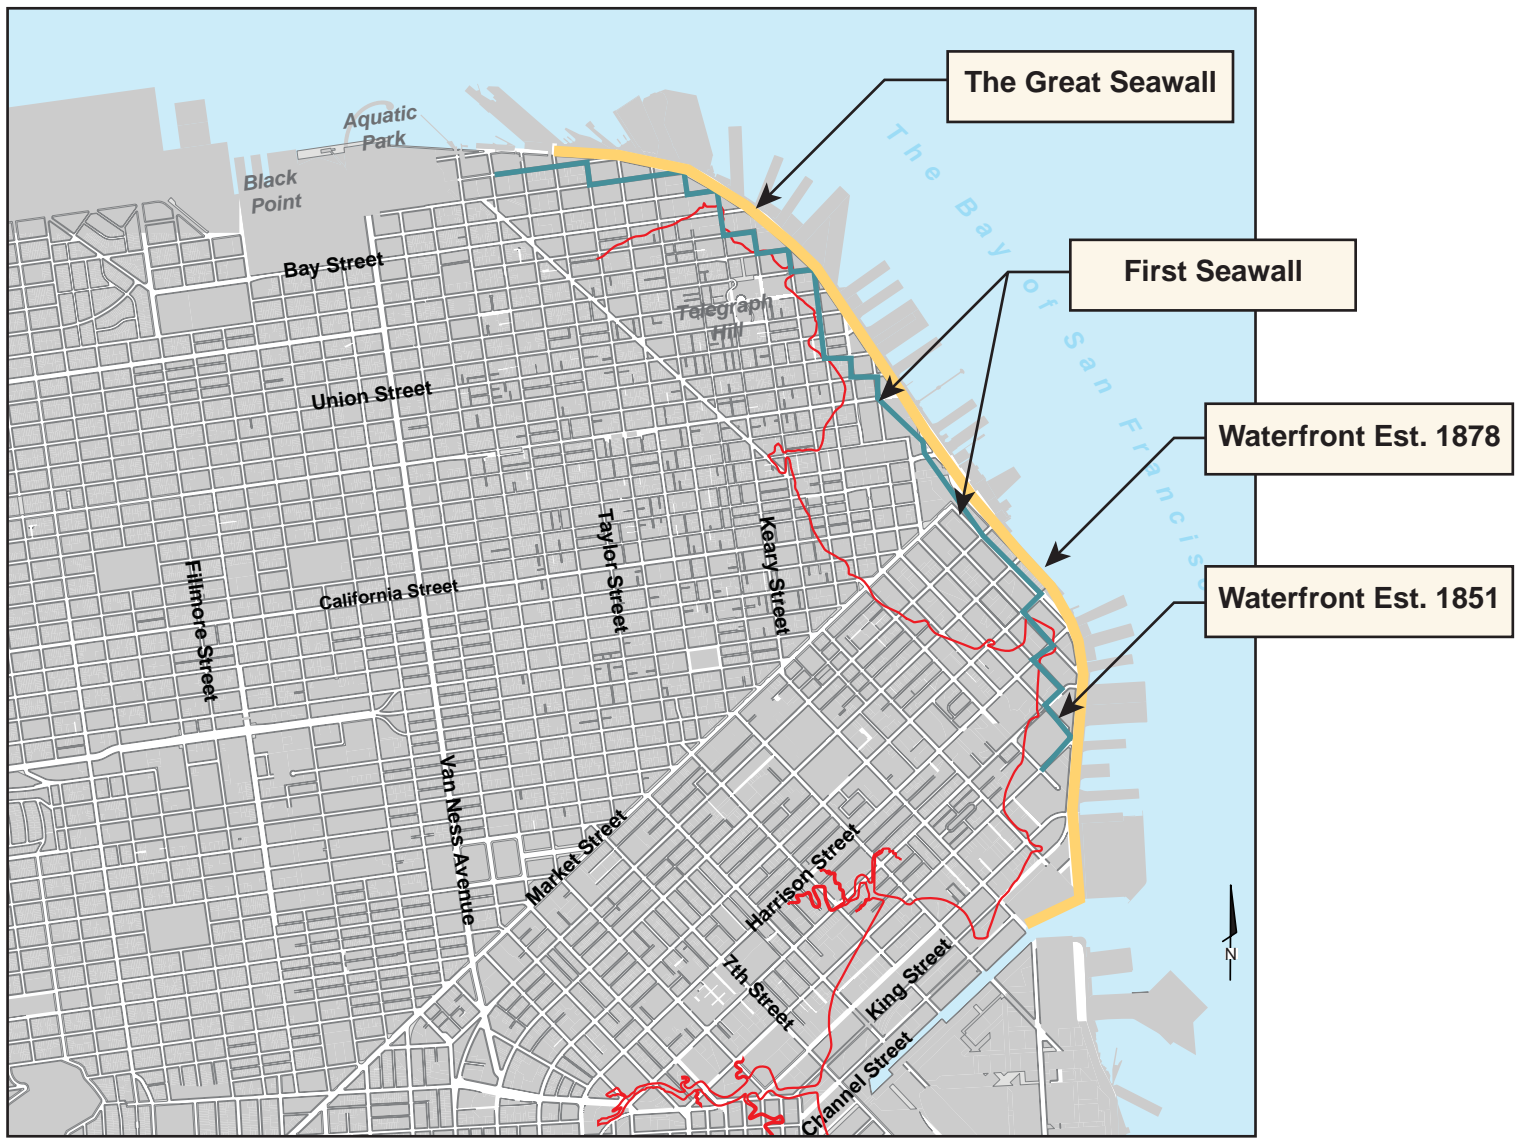 The Great Seawall
Aquatic
Park
The Bay of San Francisc
Black
Point
First Seawall
Bay Street
Telegraph
Hill
Union Street
Waterfront Est. 1878
Taylor Street
Keary Street
Fillmore Street
California Street
Waterfront Est. 1851
Van Ness Avenue
Market Street
Harrison Street
7th Street
King Street
N
Channel Street